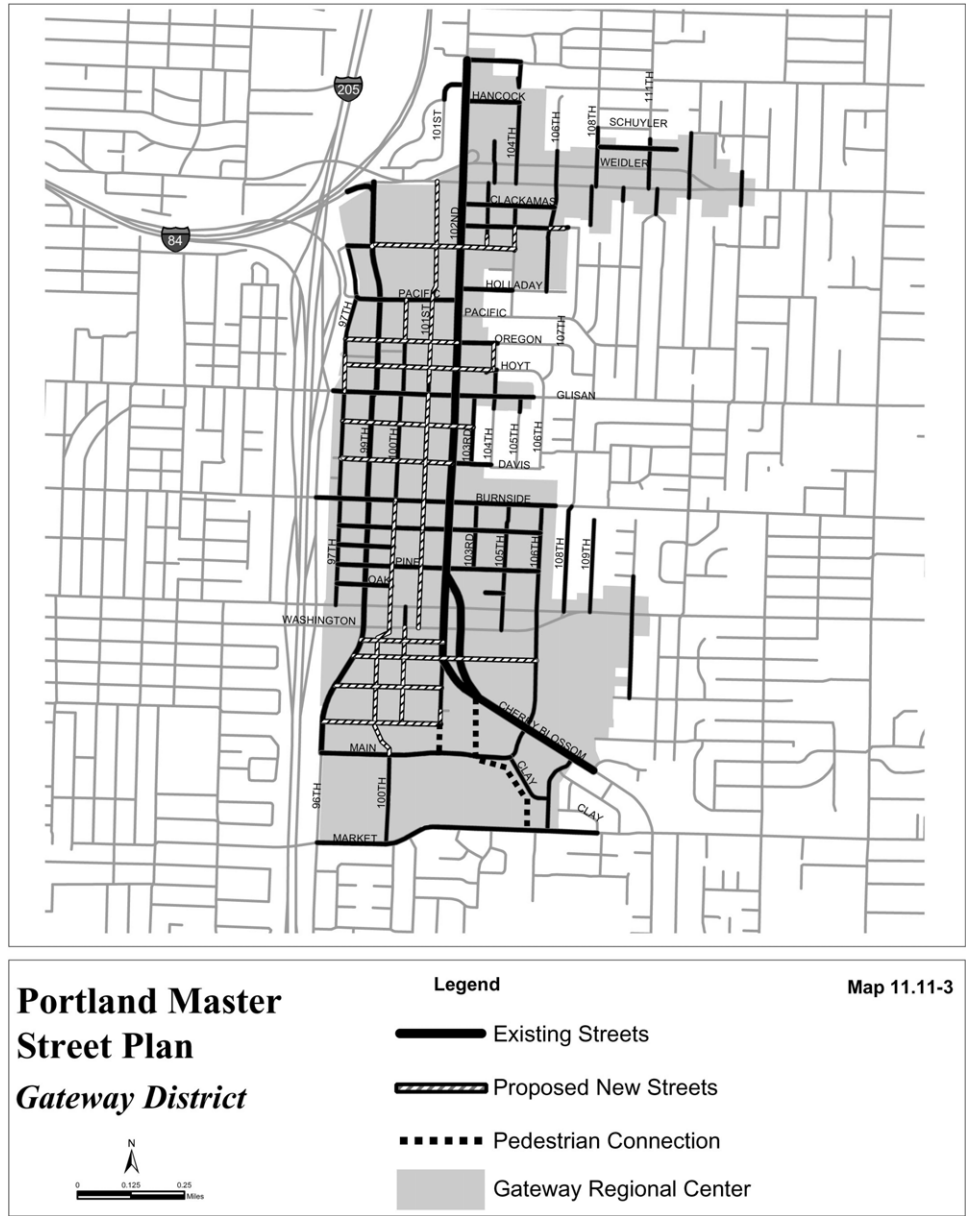 205
HANCOCK
111TH
101ST
104TH
106TH
108TH
SCHUYLER
WEIDLER
CLACKAMAS
102ND
84
HOLLADAY
PACIFIC
97TH
101ST
PACIFIC
107TH
OREGON
HOYT
GLISAN
99TH
100TH
103RD
104TH
105TH
106TH
DAVIS
BURNSIDE
97TH
PINE
103RD
105TH
106TH
108TH
109TH
OAK
WASHINGTON
CHERRY BLOSSOM
MAIN
CLAY
96TH
100TH
CLAY
MARKET
Portland Master
Street Plan
Gateway District
N
0 0.125 0.25
Miles
Legend
Map 11.11-3
Existing Streets
Proposed New Streets
Pedestrian Connection
Gateway Regional Center